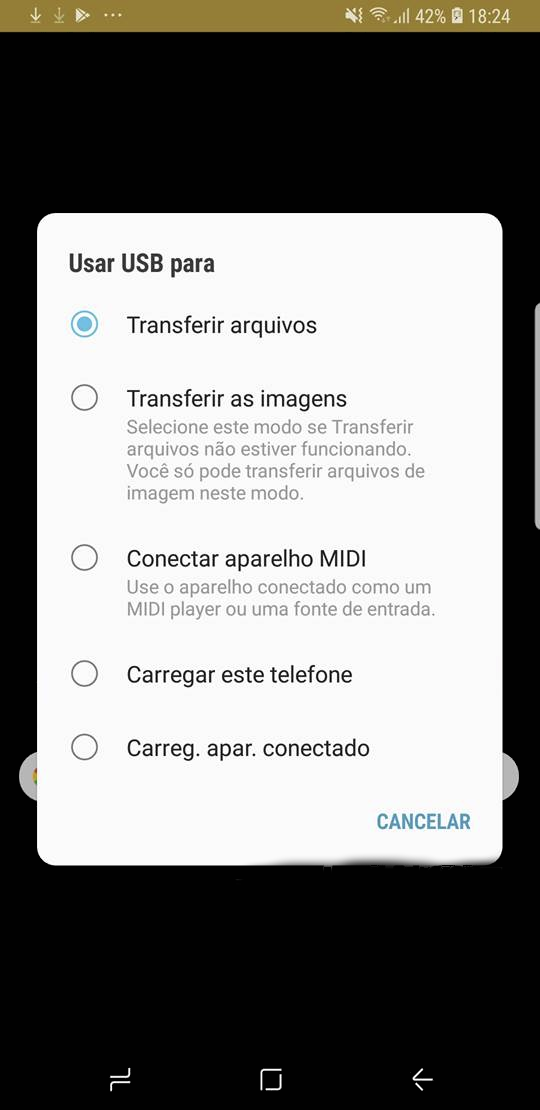 42% 18:24
Usar USB para
Transferir arquivos
Transferir as imagens
Selecione este modo se Transferir
arquivos não estiver funcionando.
Você só pode transferir arquivos de
imagem neste modo.
Conectar aparelho MIDI
Use o aparelho conectado como um
MIDI player ou uma fonte de entrada.
Carregar este telefone
Carreg. apar. conectado
CANCELAR